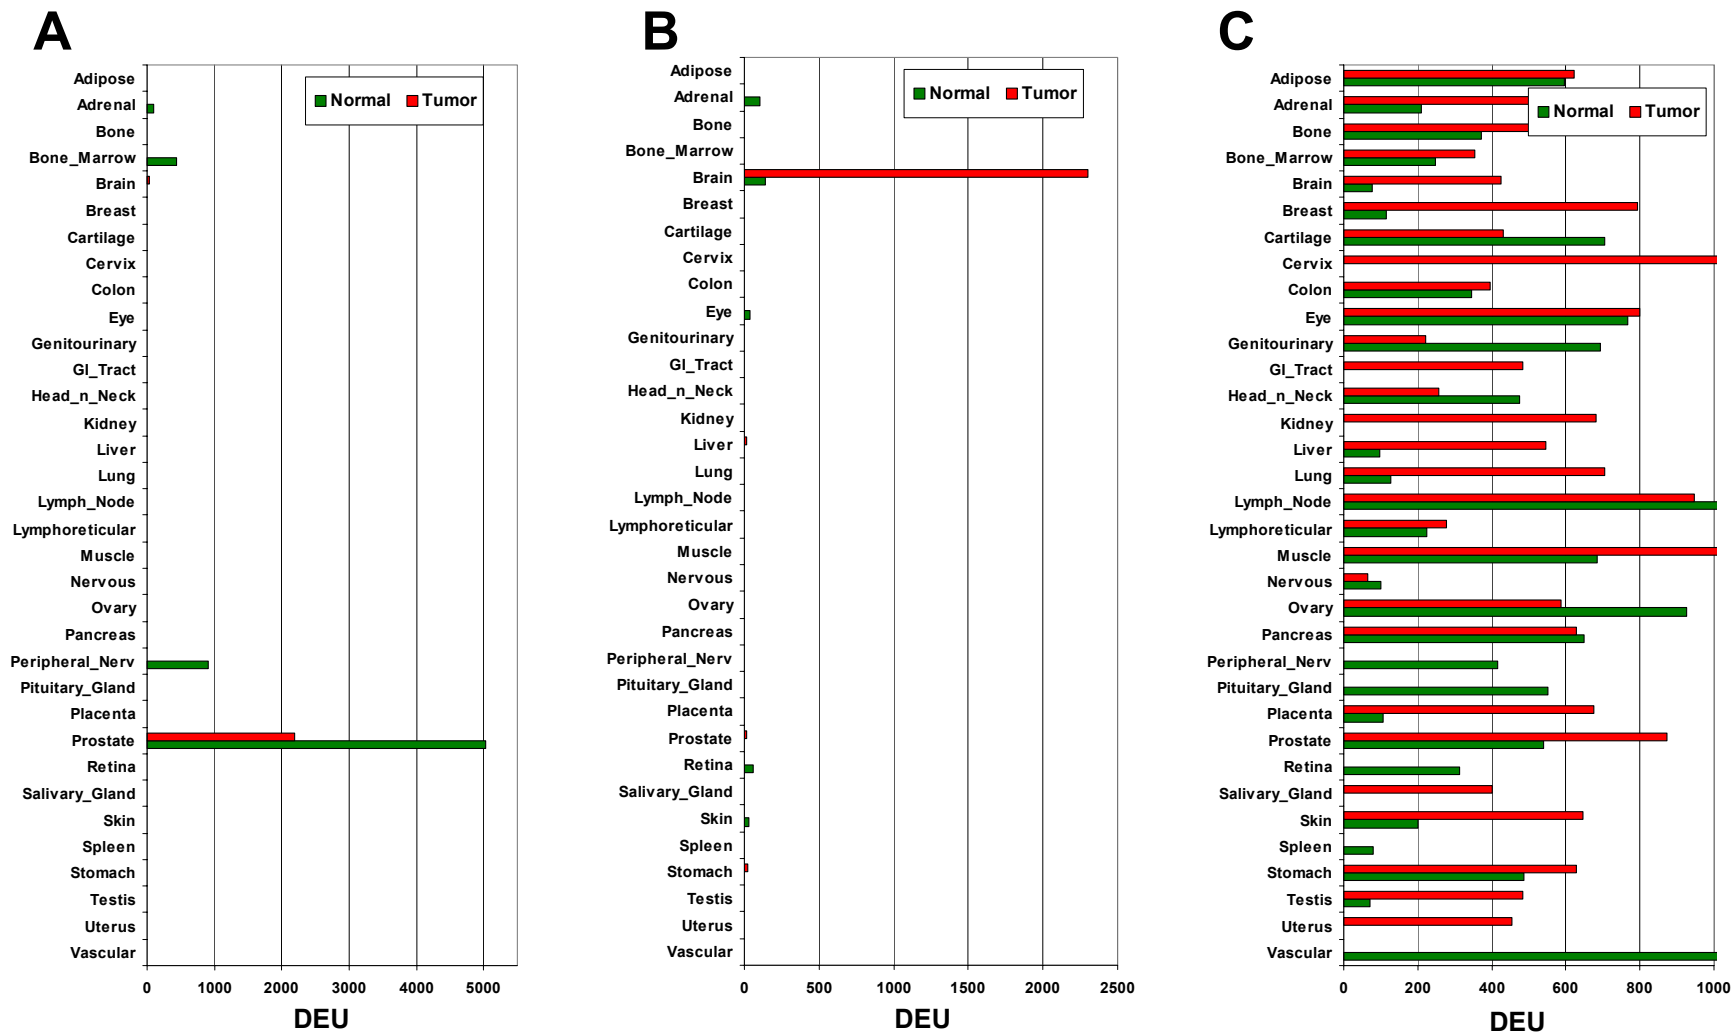 A
Adipose
Adrenal
Bone
Bone_Marrow
Brain
Breast
Cartilage
Cervix
Colon
Eye
Genitourinary
GI_Tract
Head_n_Neck
Kidney
Liver
Lung
Lymph_Node
Lymphoreticular
Muscle
Nervous
Ovary
Pancreas
Peripheral_Nerv
Pituitary_Gland
Placenta
Prostate
Retina
Salivary_Gland
Skin
Spleen
Stomach
Testis
Uterus
Vascular
Normal Tumor
0 1000 2000 3000 4000 5000
DEU
B
Adipose
Adrenal
Bone
Bone_Marrow
Brain
Breast
Cartilage
Cervix
Colon
Eye
Genitourinary
GI_Tract
Head_n_Neck
Kidney
Liver
Lung
Lymph_Node
Lymphoreticular
Muscle
Nervous
Ovary
Pancreas
Peripheral_Nerv
Pituitary_Gland
Placenta
Prostate
Retina
Salivary_Gland
Skin
Spleen
Stomach
Testis
Uterus
Vascular
Normal Tumor
0 500 1000 1500 2000 2500
DEU
C
Adipose
Adrenal
Bone
Bone_Marrow
Brain
Breast
Cartilage
Cervix
Colon
Eye
Genitourinary
GI_Tract
Head_n_Neck
Kidney
Liver
Lung
Lymph_Node
Lymphoreticular
Muscle
Nervous
Ovary
Pancreas
Peripheral_Nerv
Pituitary_Gland
Placenta
Prostate
Retina
Salivary_Gland
Skin
Spleen
Stomach
Testis
Uterus
Vascular
Normal Tumor
0 200 400 600 800 1000
DEU